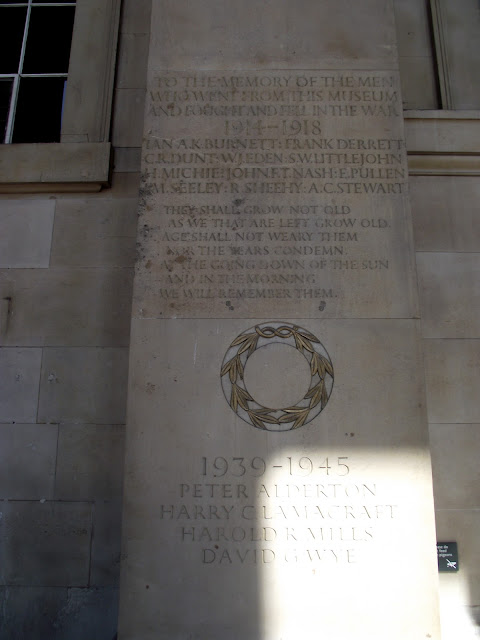 TO THE MEMORY OF THE MEN
WHO WENT FROM THIS MUSEUM
AND FOUGHT AND FELL IN THE WAR
1914–1918
IAN A.K. BURNETT · FRANK DERRETT
C.R. DUNT · W.J. EDEN · S.W. LITTLEJOHN
H. MICHIE · JOHN F.T. NASH · E. PULLEN
M. SEELEY · R. SHEEHY · A.C. STEWART
THEY SHALL GROW NOT OLD
AS WE THAT ARE LEFT GROW OLD.
AGE SHALL NOT WEARY THEM
NOR THE YEARS CONDEMN.
AT THE GOING DOWN OF THE SUN
AND IN THE MORNING
WE WILL REMEMBER THEM.
1939–1945
PETER ALDERTON
HARRY G LAMACRAFT
HAROLD R MILLS
DAVID G WYE